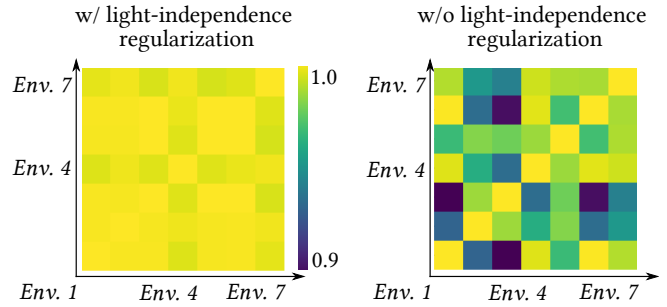 w/ light-independence
regularization
w/o light-independence
regularization
Env. 7
1.0
Env. 7
Env. 4
Env. 4
0.9
Env. 1
Env. 4
Env. 7
Env. 1
Env. 4
Env. 7